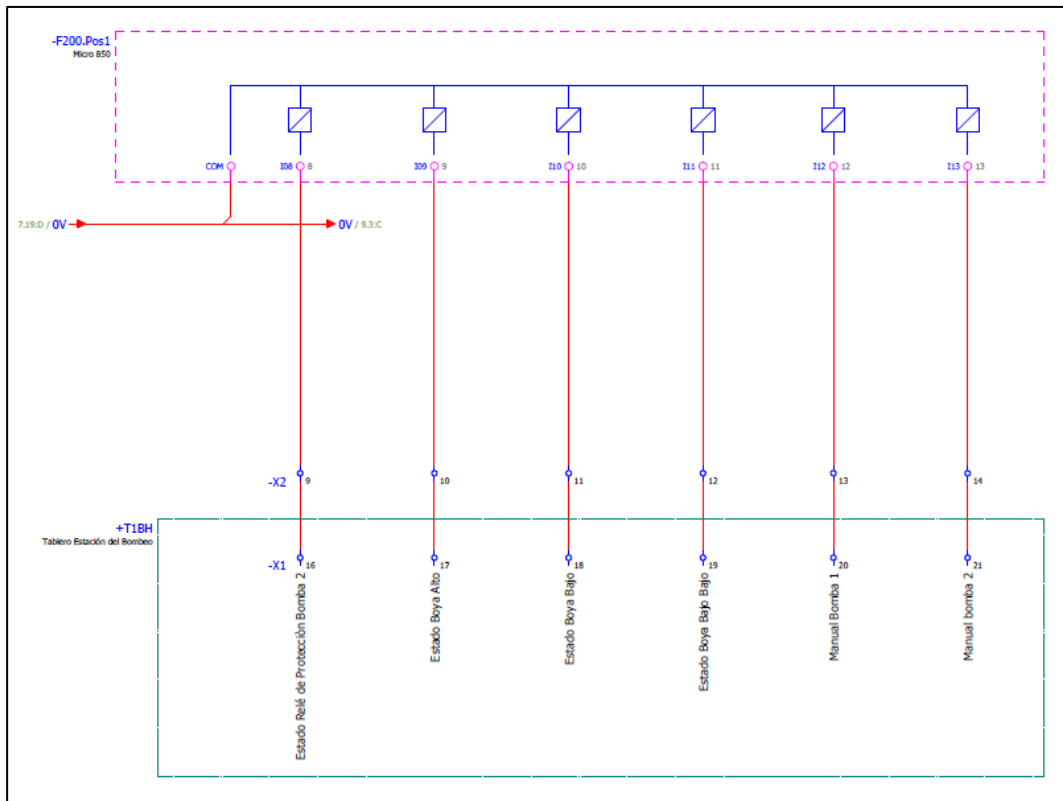 -F200.Pos1
Micro 850
COM
I08 8
I09 9
I10 10
I11 11
I12 12
I13 13
7.19:D / 0V
0V / 9.3:C
-X2
9
10
11
12
13
14
+T1BH
Tablero Estación del Bombeo
-X1
16
17
18
19
20
21
Estado Relé de Protección Bomba 2
Estado Boya Alto
Estado Boya Bajo
Estado Boya Bajo Bajo
Manual Bomba 1
Manual bomba 2